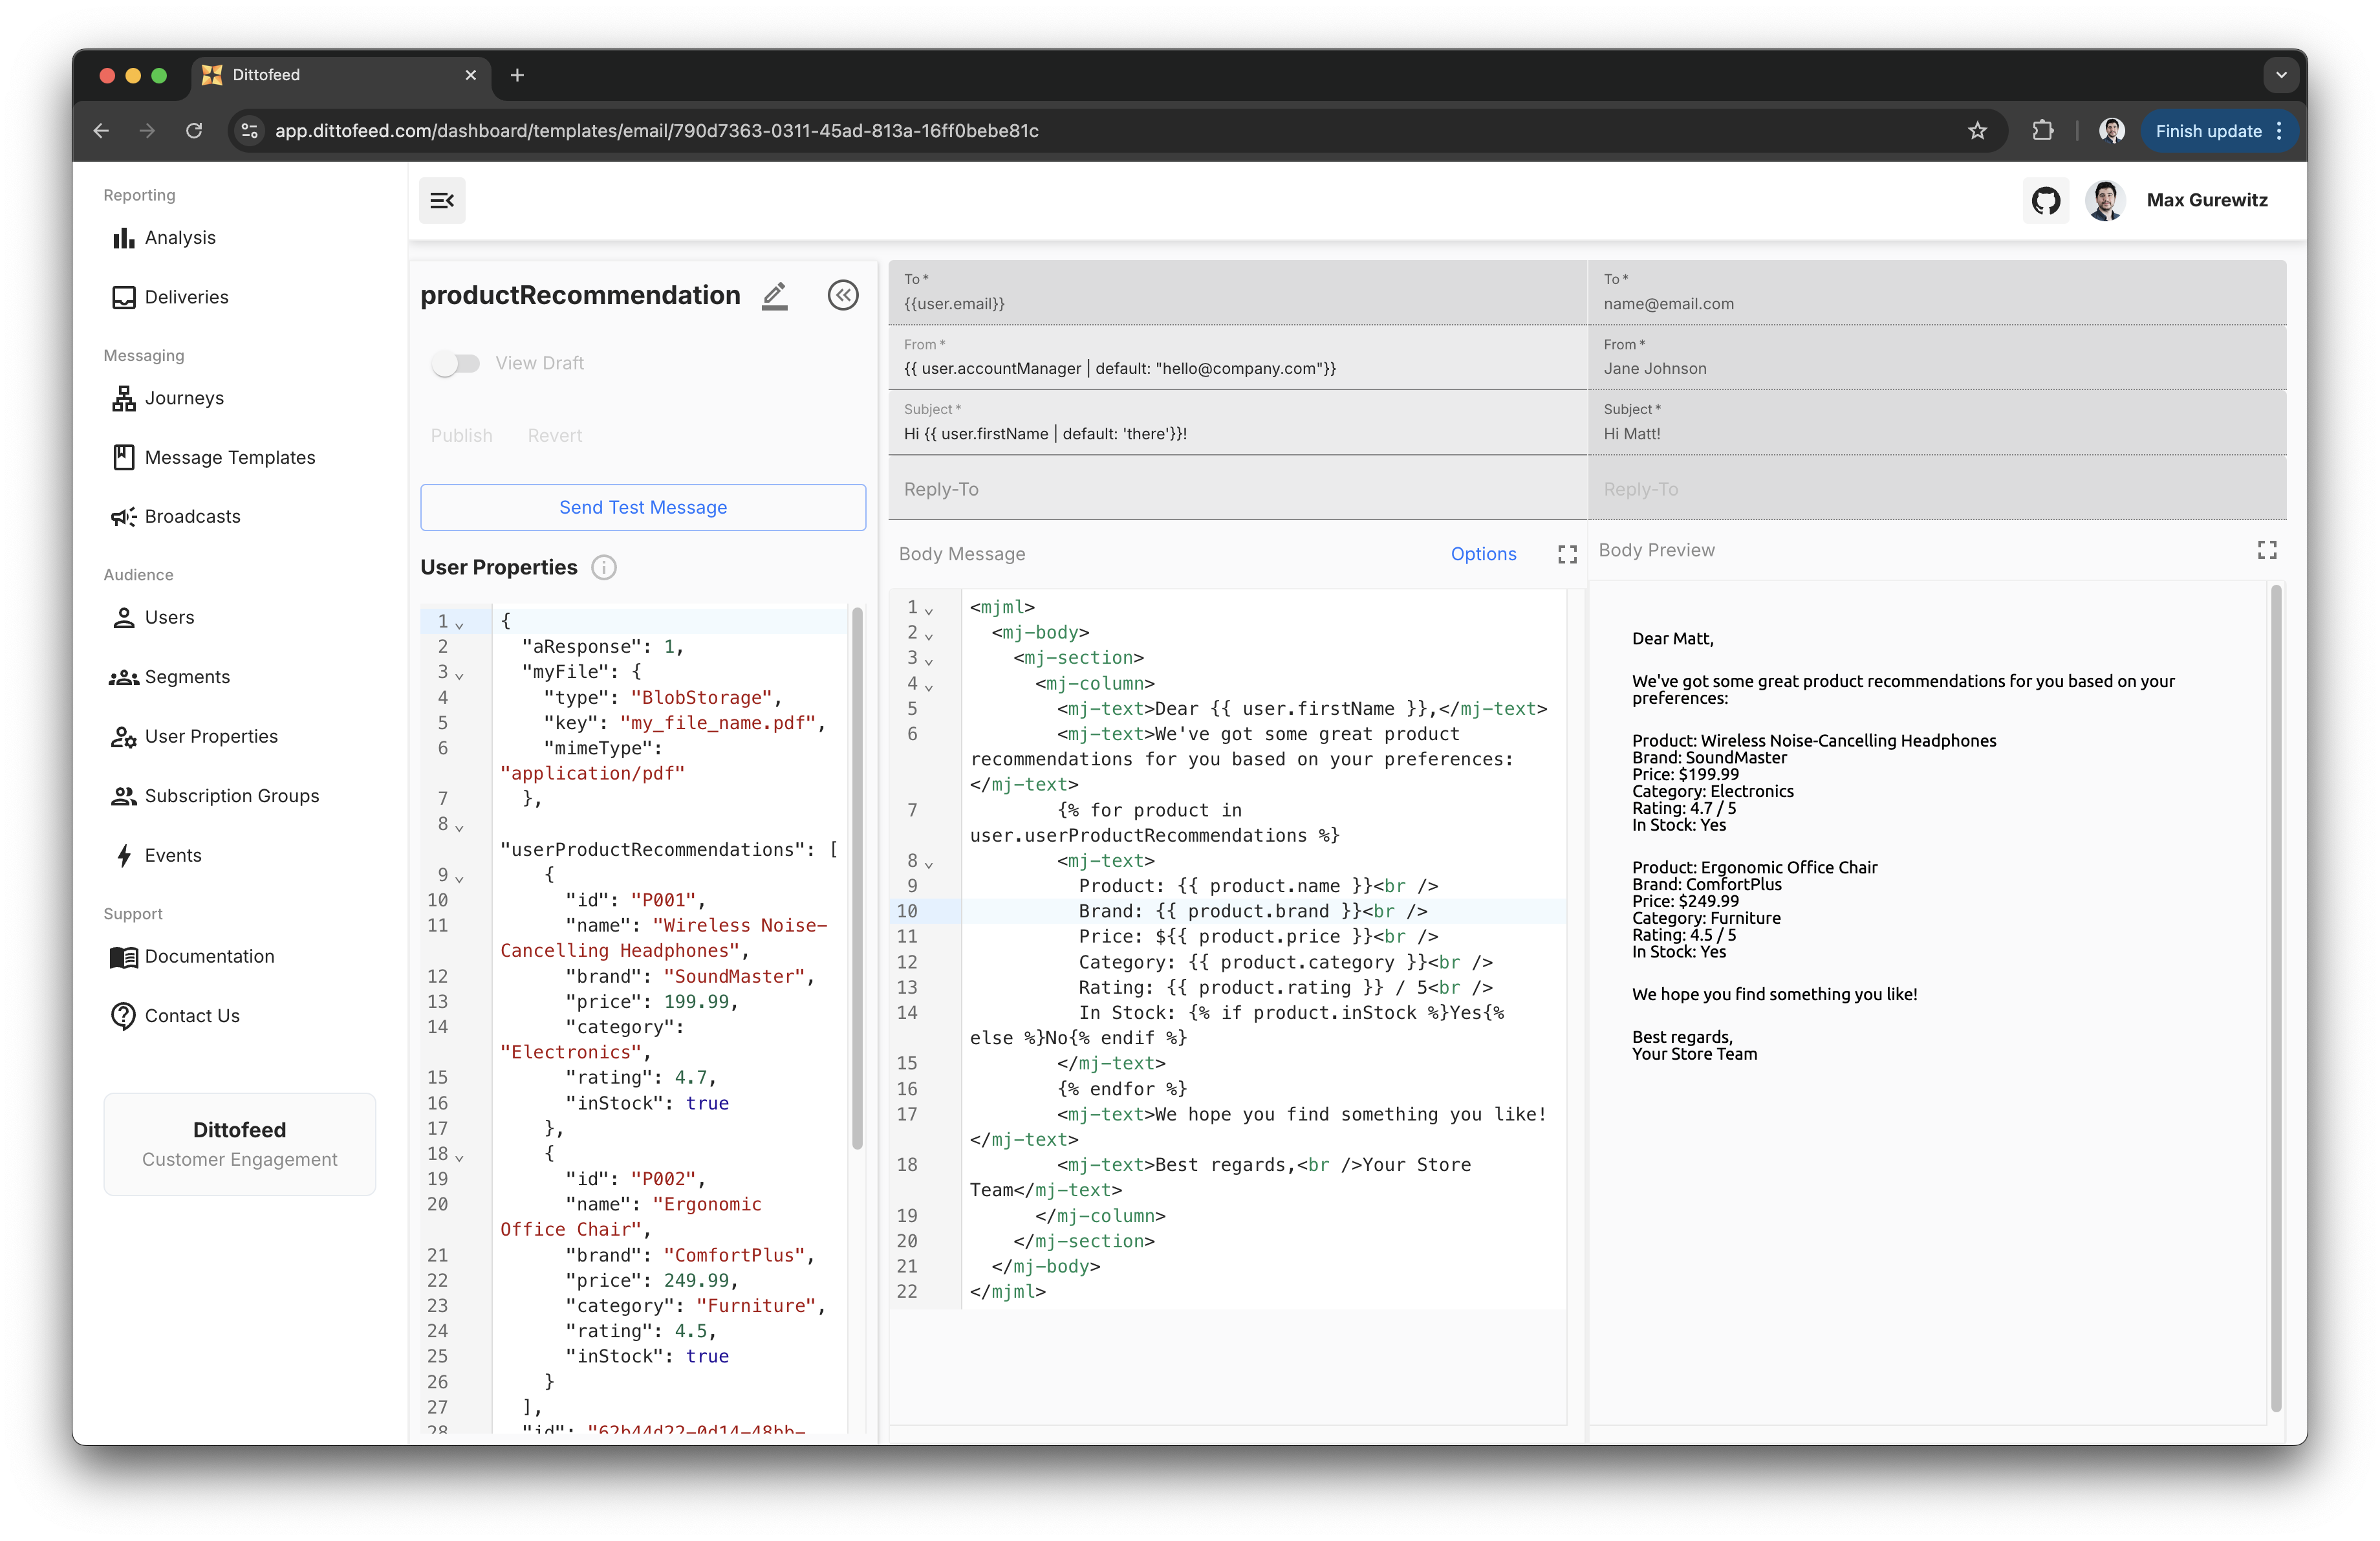 Dittofeed
app.dittofeed.com/dashboard/templates/email/790d7363-0311-45ad-813a-16ff0bebe81c
Finish update
Reporting
Analysis
Deliveries
Messaging
Journeys
Message Templates
Broadcasts
Audience
Users
Segments
User Properties
Subscription Groups
Events
Support
Documentation
Contact Us
Dittofeed
Customer Engagement
Max Gurewitz
productRecommendation
View Draft
Publish Revert
Send Test Message
User Properties
1 {
2 "aResponse": 1,
3 "myFile": {
4 "type": "BlobStorage",
5 "key": "my_file_name.pdf",
6 "mimeType":
"application/pdf"
7 },
8
"userProductRecommendations": [
9 {
10 "id": "P001",
11 "name": "Wireless Noise-
Cancelling Headphones",
12 "brand": "SoundMaster",
13 "price": 199.99,
14 "category":
"Electronics",
15 "rating": 4.7,
16 "inStock": true
17 },
18 {
19 "id": "P002",
20 "name": "Ergonomic
Office Chair",
21 "brand": "ComfortPlus",
22 "price": 249.99,
23 "category": "Furniture",
24 "rating": 4.5,
25 "inStock": true
26 }
27 ],
28 "id": "62b44d22-0d14-48bb-
To *
{{user.email}}
From *
{{ user.accountManager | default: "hello@company.com"}}
Subject *
Hi {{ user.firstName | default: 'there'}}!
Reply-To
Body Message
Options
1 <mjml>
2 <mj-body>
3 <mj-section>
4 <mj-column>
5 <mj-text>Dear {{ user.firstName }},</mj-text>
6 <mj-text>We've got some great product
recommendations for you based on your preferences:
</mj-text>
7 {% for product in
user.userProductRecommendations %}
8 <mj-text>
9 Product: {{ product.name }}<br />
10 Brand: {{ product.brand }}<br />
11 Price: ${{ product.price }}<br />
12 Category: {{ product.category }}<br />
13 Rating: {{ product.rating }} / 5<br />
14 In Stock: {% if product.inStock %}Yes{%
else %}No{% endif %}
15 </mj-text>
16 {% endfor %}
17 <mj-text>We hope you find something you like!
</mj-text>
18 <mj-text>Best regards,<br />Your Store
Team</mj-text>
19 </mj-column>
20 </mj-section>
21 </mj-body>
22 </mjml>
To *
name@email.com
From *
Jane Johnson
Subject *
Hi Matt!
Reply-To
Body Preview
Dear Matt,
We've got some great product recommendations for you based on your
preferences:
Product: Wireless Noise-Cancelling Headphones
Brand: SoundMaster
Price: $199.99
Category: Electronics
Rating: 4.7 / 5
In Stock: Yes
Product: Ergonomic Office Chair
Brand: ComfortPlus
Price: $249.99
Category: Furniture
Rating: 4.5 / 5
In Stock: Yes
We hope you find something you like!
Best regards,
Your Store Team